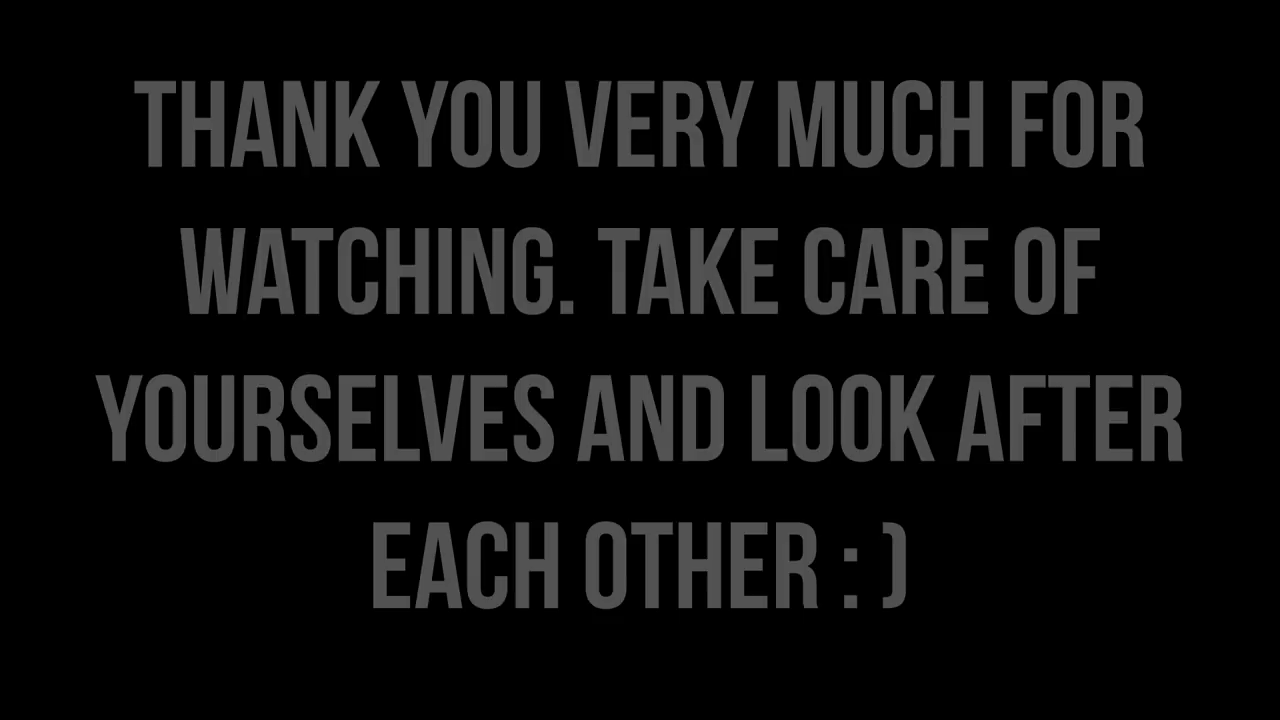 THANK YOU VERY MUCH FOR
WATCHING. TAKE CARE OF
YOURSELVES AND LOOK AFTER
EACH OTHER : )